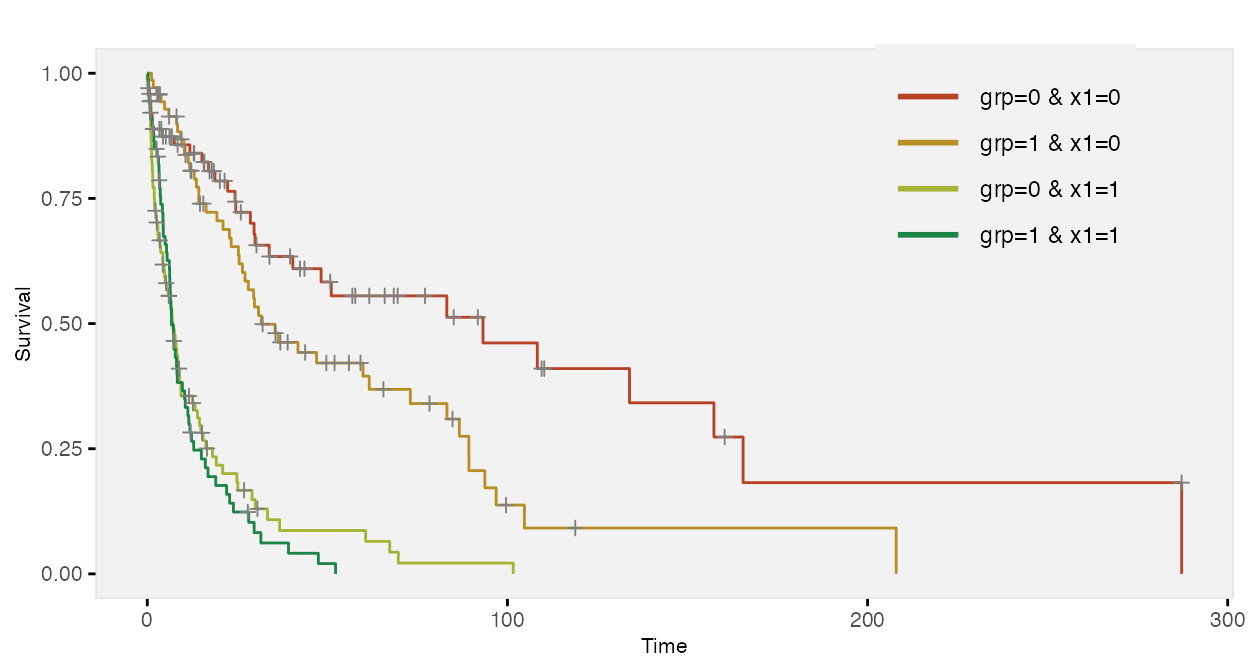 1.00
0.75
0.50
0.25
0.00
Survival
grp=0 & x1=0
grp=1 & x1=0
grp=0 & x1=1
grp=1 & x1=1
0 100 200 300
Time